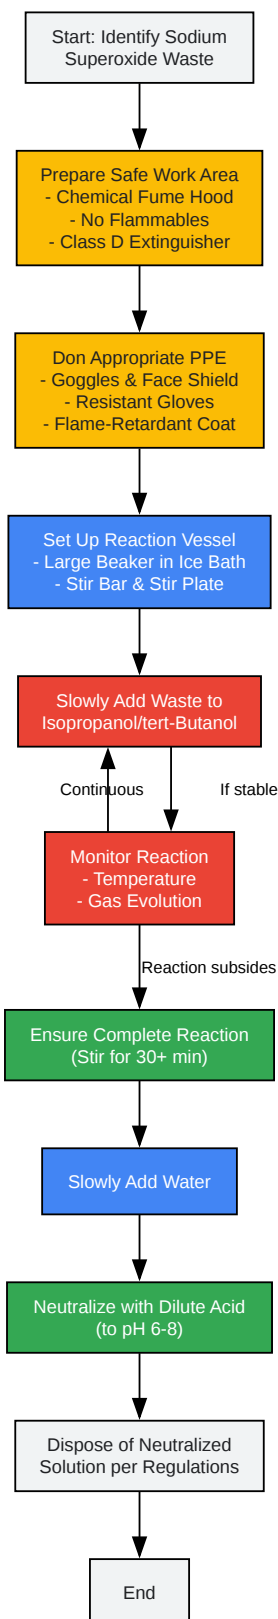 Start: Identify Sodium
Superoxide Waste
Prepare Safe Work Area
- Chemical Fume Hood
- No Flammables
- Class D Extinguisher
Don Appropriate PPE
- Goggles & Face Shield
- Resistant Gloves
- Flame-Retardant Coat
Set Up Reaction Vessel
- Large Beaker in Ice Bath
- Stir Bar & Stir Plate
Slowly Add Waste to
Isopropanol/tert-Butanol
Continuous
If stable
Monitor Reaction
- Temperature
- Gas Evolution
Reaction subsides
Ensure Complete Reaction
(Stir for 30+ min)
Slowly Add Water
Neutralize with Dilute Acid
(to pH 6-8)
Dispose of Neutralized
Solution per Regulations
End